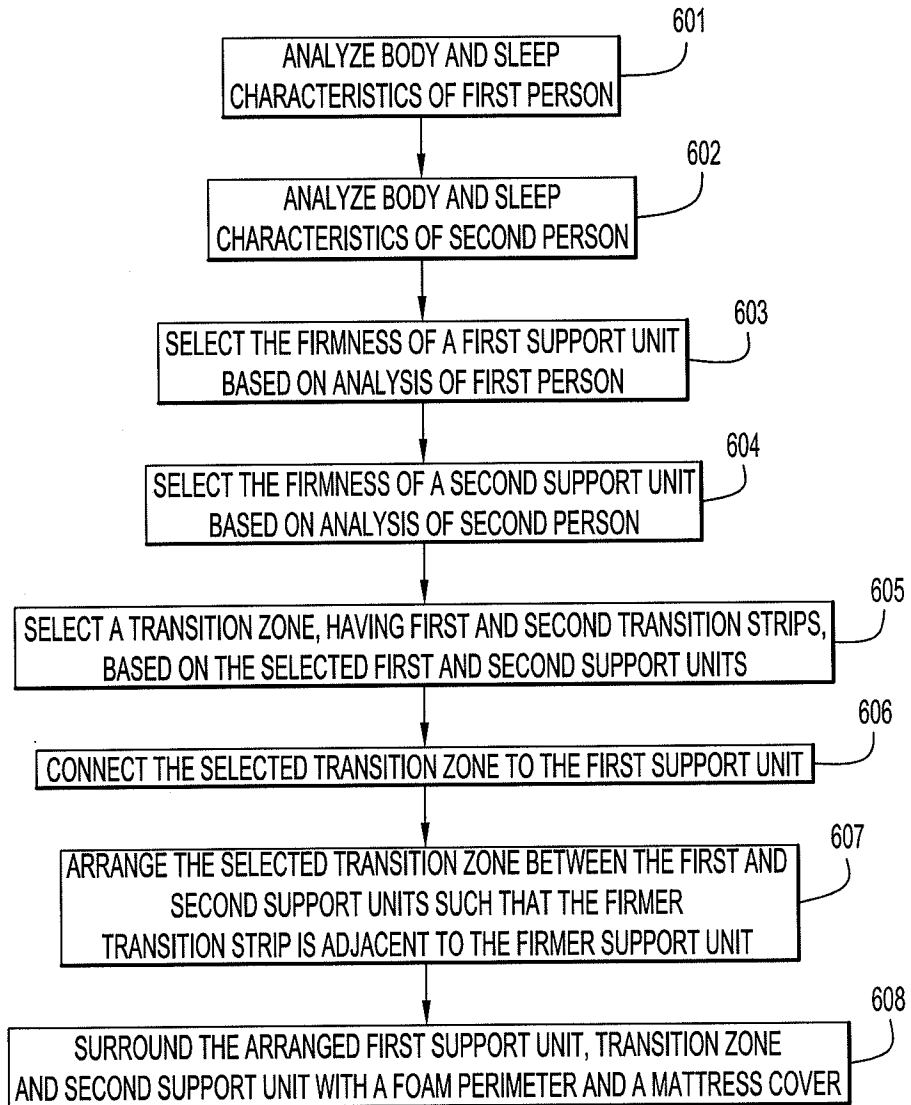 601
ANALYZE BODY AND SLEEP
CHARACTERISTICS OF FIRST PERSON
602
ANALYZE BODY AND SLEEP
CHARACTERISTICS OF SECOND PERSON
603
SELECT THE FIRMNESS OF A FIRST SUPPORT UNIT
BASED ON ANALYSIS OF FIRST PERSON
604
SELECT THE FIRMNESS OF A SECOND SUPPORT UNIT
BASED ON ANALYSIS OF SECOND PERSON
605
SELECT A TRANSITION ZONE, HAVING FIRST AND SECOND TRANSITION STRIPS,
BASED ON THE SELECTED FIRST AND SECOND SUPPORT UNITS
606
CONNECT THE SELECTED TRANSITION ZONE TO THE FIRST SUPPORT UNIT
607
ARRANGE THE SELECTED TRANSITION ZONE BETWEEN THE FIRST AND
SECOND SUPPORT UNITS SUCH THAT THE FIRMER
TRANSITION STRIP IS ADJACENT TO THE FIRMER SUPPORT UNIT
608
SURROUND THE ARRANGED FIRST SUPPORT UNIT, TRANSITION ZONE
AND SECOND SUPPORT UNIT WITH A FOAM PERIMETER AND A MATTRESS COVER